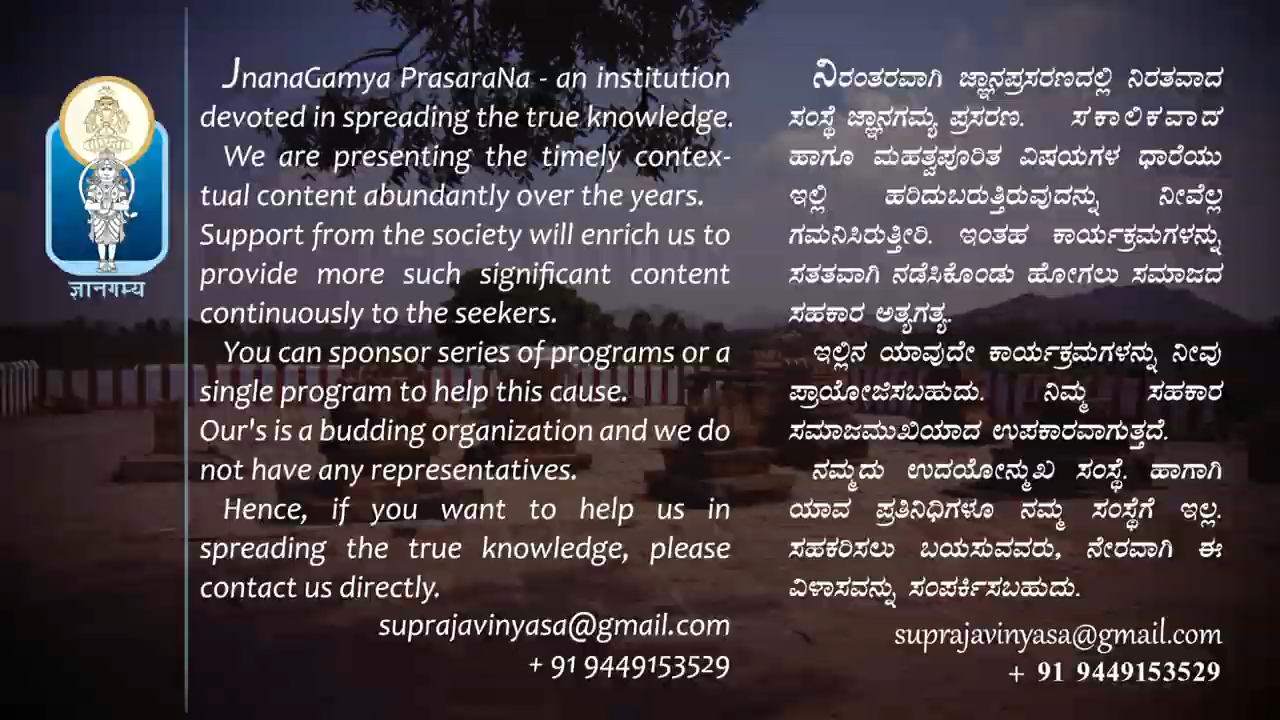 JnanaGamya PrasaraNa - an institution
devoted in spreading the true knowledge.
We are presenting the timely contex-
tual content abundantly over the years.
Support from the society will enrich us to
provide more such significant content
continuously to the seekers.
You can sponsor series of programs or a
single program to help this cause.
Our's is a budding organization and we do
not have any representatives.
Hence, if you want to help us in
spreading the true knowledge, please
contact us directly.
suprajavinyasa@gmail.com
+ 91 9449153529
ನಿರಂತರವಾಗಿ ಜ್ಞಾನಪ್ರಸರಣದಲ್ಲಿ ನಿರತವಾದ
ಸಂಸ್ಥೆ ಜ್ಞಾನಗಮ್ಯ ಪ್ರಸರಣ. ಸಕಾಲಿಕವಾದ
ಹಾಗೂ ಮಹತ್ವಪೂರಿತ ವಿಷಯಗಳ ಧಾರೆಯು
ಇಲ್ಲಿ ಹರಿದುಬರುತ್ತಿರುವುದನ್ನು ನೀವೆಲ್ಲ
ಗಮನಿಸಿರುತ್ತೀರಿ. ಇಂತಹ ಕಾರ್ಯಕ್ರಮಗಳನ್ನು
ಸತತವಾಗಿ ನಡೆಸಿಕೊಂಡು ಹೋಗಲು ಸಮಾಜದ
ಸಹಕಾರ ಅತ್ಯಗತ್ಯ.
ಇಲ್ಲಿನ ಯಾವುದೇ ಕಾರ್ಯಕ್ರಮಗಳನ್ನು ನೀವು
ಪ್ರಾಯೋಜಿಸಬಹುದು. ನಿಮ್ಮ ಸಹಕಾರ
ಸಮಾಜಮುಖಿಯಾದ ಉಪಕಾರವಾಗುತ್ತದೆ.
ನಮ್ಮದು ಉದಯೋನ್ಮುಖ ಸಂಸ್ಥೆ. ಹಾಗಾಗಿ
ಯಾವ ಪ್ರತಿನಿಧಿಗಳೂ ನಮ್ಮ ಸಂಸ್ಥೆಗೆ ಇಲ್ಲ.
ಸಹಕರಿಸಲು ಬಯಸುವವರು, ನೇರವಾಗಿ ಈ
ವಿಳಾಸವನ್ನು ಸಂಪರ್ಕಿಸಬಹುದು.
suprajavinyasa@gmail.com
+ 91 9449153529
ज्ञानगम्य